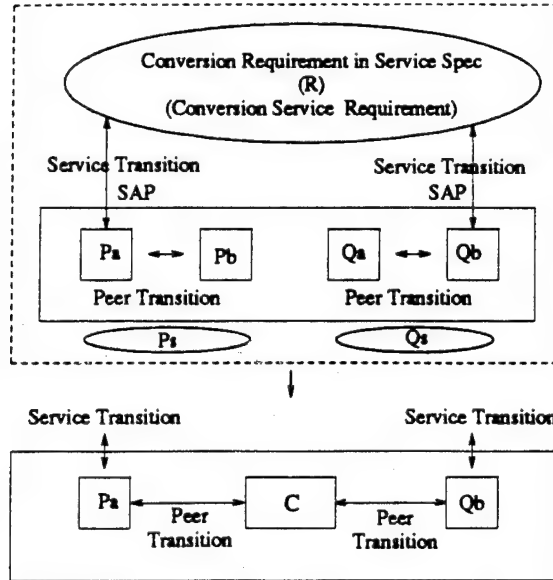 Conversion Requirement in Service Spec
(R)
(Conversion Service Requirement)
Service Transition
SAP
Service Transition
SAP
Pa
Pb
Qa
Qb
Peer Transition
Peer Transition
Ps
Qs
Service Transition
Service Transition
Pa
C
Qb
Peer
Transition
Peer
Transition